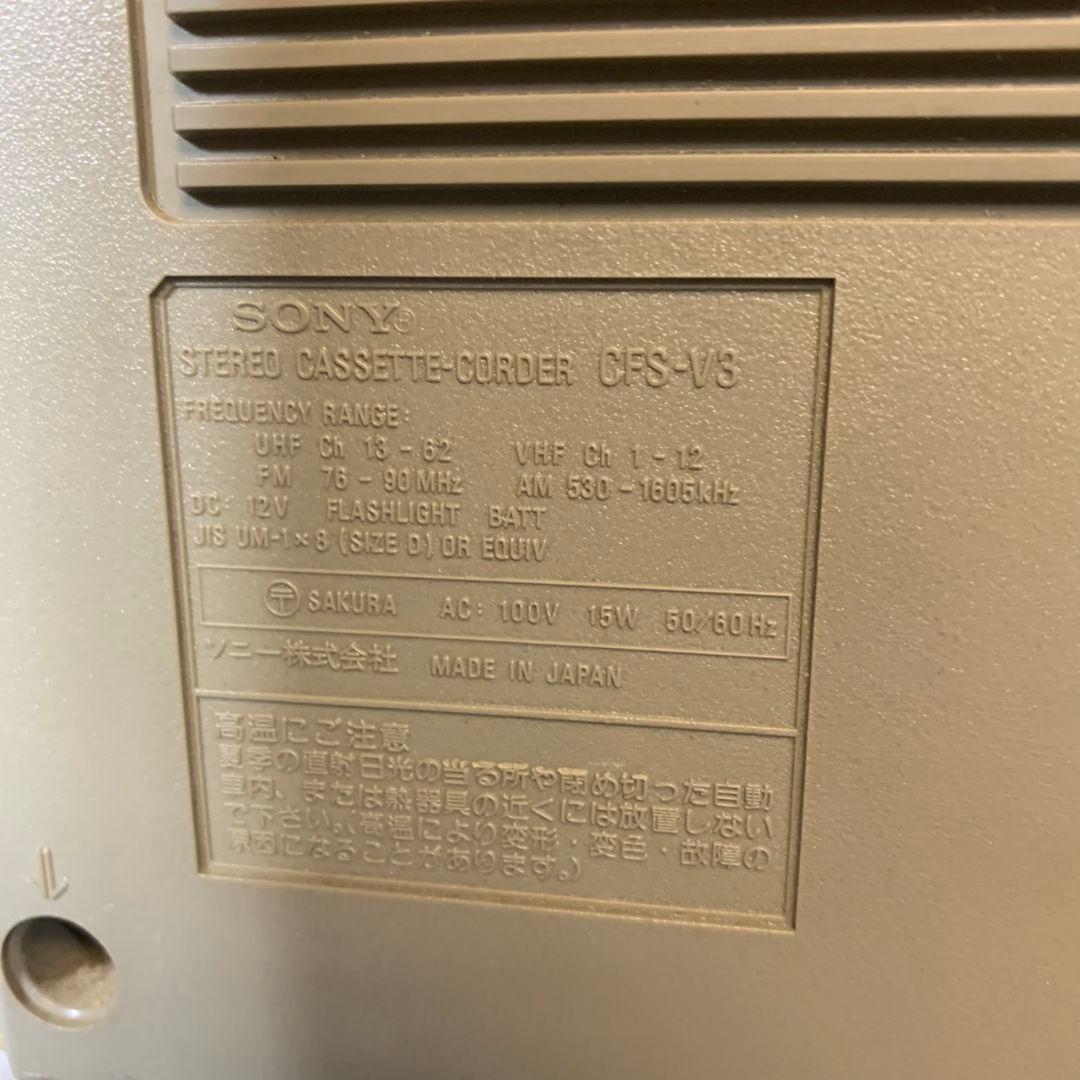 SONY®
STEREO CASSETTE-CORDER CFS-V3
FREQUENCY RANGE:
UHF Ch 13 - 62 VHF Ch 1 - 12
FM 76 - 90 MHz AM 530 - 1605kHz
DC: 12V FLASHLIGHT BATT
JIS UM-1×8 (SIZE D) OR EQUIV
〒 SAKURA AC: 100V 15W 50/60 Hz
ソニー株式会社 MADE IN JAPAN
高温にご注意
夏季の直射日光の当る所や閉め切った自動
車内、または熱器具の近くには放置しない
で下さい。(高温により変形・変色・故障の
原因になることがあります。)